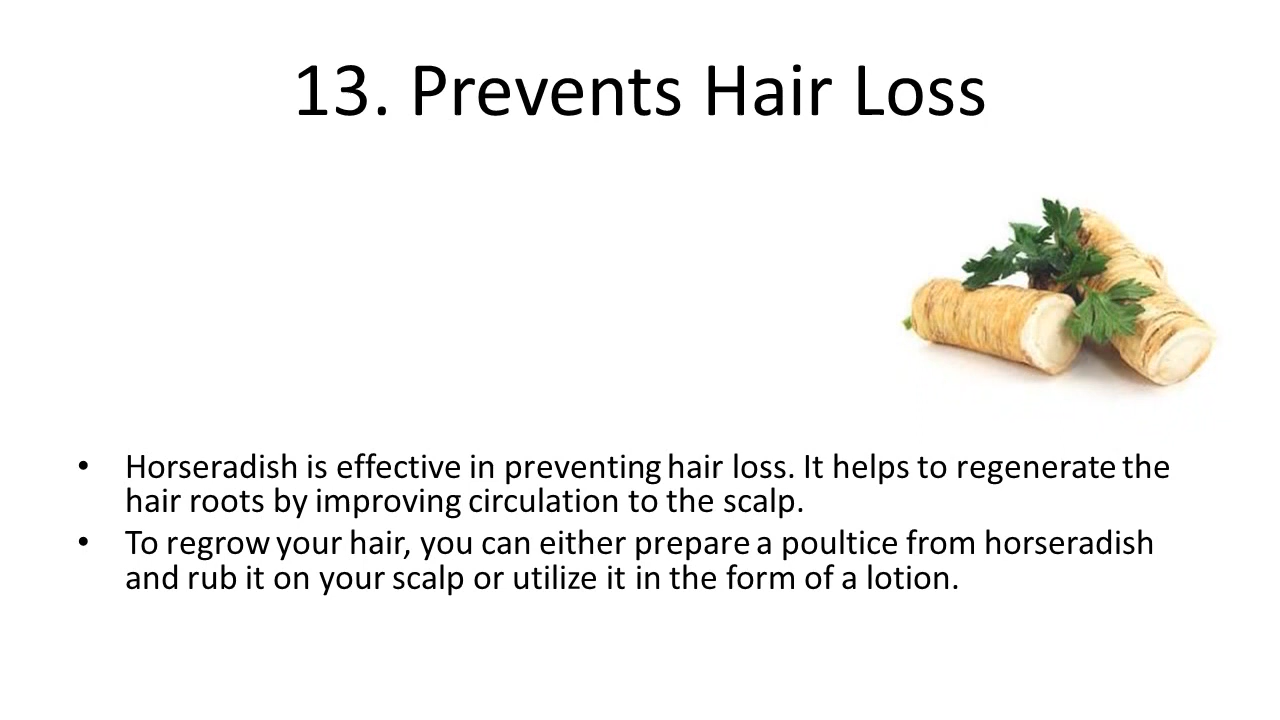 13. Prevents Hair Loss
• Horseradish is effective in preventing hair loss. It helps to regenerate the
hair roots by improving circulation to the scalp.
• To regrow your hair, you can either prepare a poultice from horseradish
and rub it on your scalp or utilize it in the form of a lotion.